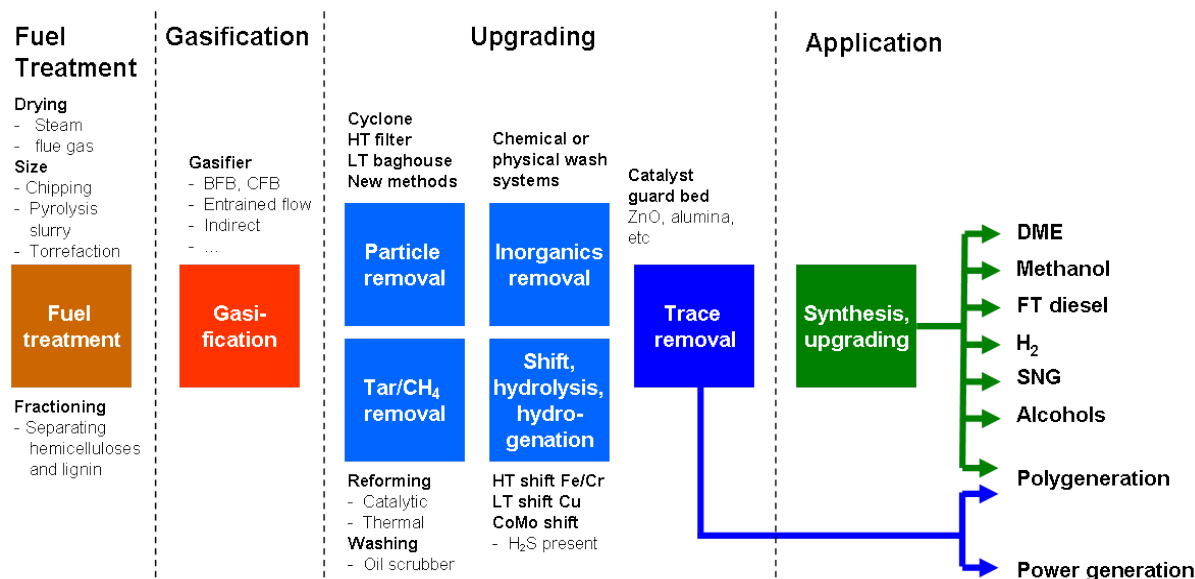 Fuel
Treatment
Drying
- Steam
- flue gas
Size
- Chipping
- Pyrolysis
slurry
- Torrefaction
Fuel
treatment
Fractioning
- Separating
hemicelluloses
and lignin
Gasification
Gasifier
- BFB, CFB
- Entrained flow
- Indirect
- ...
Gasi-
fication
Upgrading
Cyclone
HT filter
LT baghouse
New methods
Particle
removal
Tar/CH₄
removal
Reforming
- Catalytic
- Thermal
Washing
- Oil scrubber
Chemical or
physical wash
systems
Inorganics
removal
Shift,
hydrolysis,
hydro-
genation
HT shift Fe/Cr
LT shift Cu
CoMo shift
- H₂S present
Catalyst
guard bed
ZnO, alumina,
etc
Trace
removal
Application
Synthesis,
upgrading
DME
Methanol
FT diesel
H₂
SNG
Alcohols
Polygeneration
Power generation